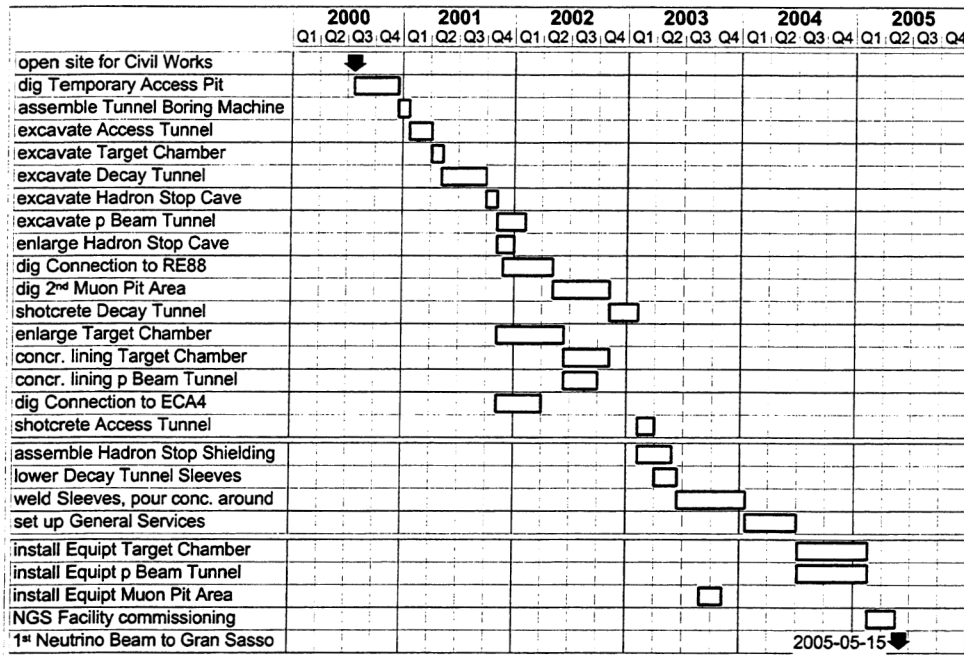 2000 2001 2002 2003 2004 2005
Q1 Q2 Q3 Q4 Q1 Q2 Q3 Q4 Q1 Q2 Q3 Q4 Q1 Q2 Q3 Q4 Q1 Q2 Q3 Q4 Q1 Q2 Q3 Q4
open site for Civil Works
dig Temporary Access Pit
assemble Tunnel Boring Machine
excavate Access Tunnel
excavate Target Chamber
excavate Decay Tunnel
excavate Hadron Stop Cave
excavate p Beam Tunnel
enlarge Hadron Stop Cave
dig Connection to RE88
dig 2nd Muon Pit Area
shotcrete Decay Tunnel
enlarge Target Chamber
concr. lining Target Chamber
concr. lining p Beam Tunnel
dig Connection to ECA4
shotcrete Access Tunnel
assemble Hadron Stop Shielding
lower Decay Tunnel Sleeves
weld Sleeves, pour conc. around
set up General Services
install Equipt Target Chamber
install Equipt p Beam Tunnel
install Equipt Muon Pit Area
NGS Facility commissioning
1st Neutrino Beam to Gran Sasso 2005-05-15